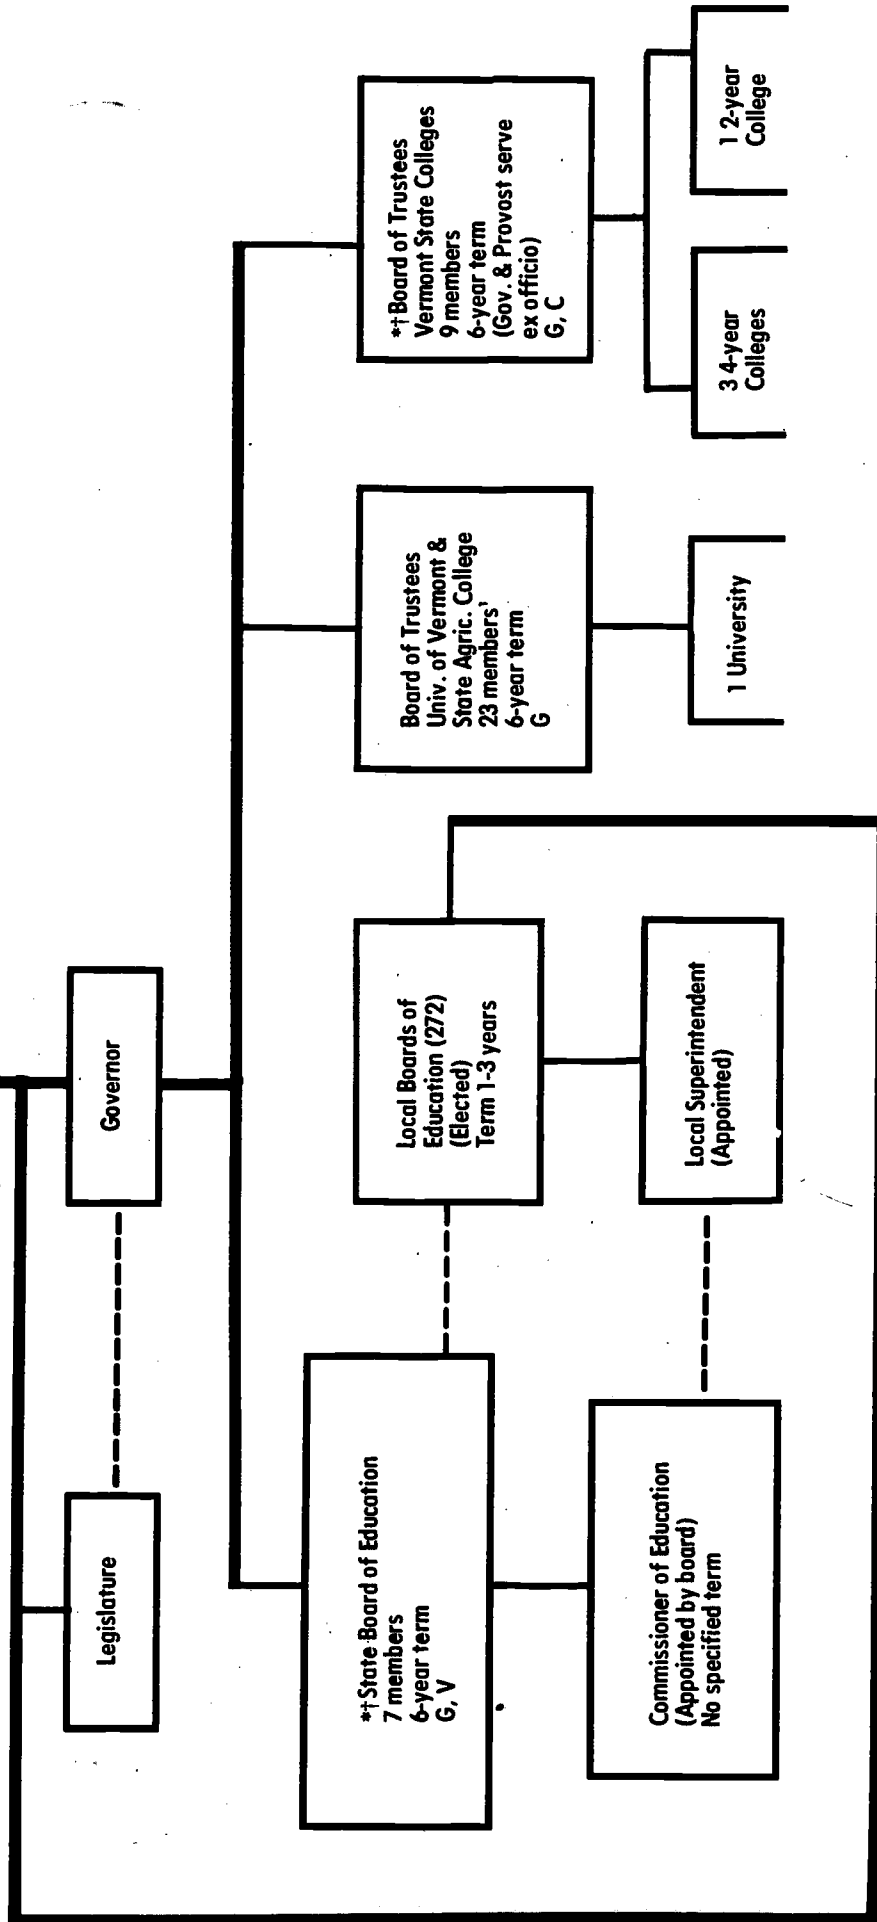 Legislature
Governor
*†State Board of Education
7 members
6-year term
G, V
Local Boards of
Education (272)
(Elected)
Term 1-3 years
Board of Trustees
Univ. of Vermont &
State Agric. College
23 members'
6-year term
G
*†Board of Trustees
Vermont State Colleges
9 members
6-year term
(Gov. & Provost serve
ex officio)
G, C
Commissioner of Education
(Appointed by board)
No specified term
Local Superintendent
(Appointed)
1 University
3 4-year
Colleges
1 2-year
College